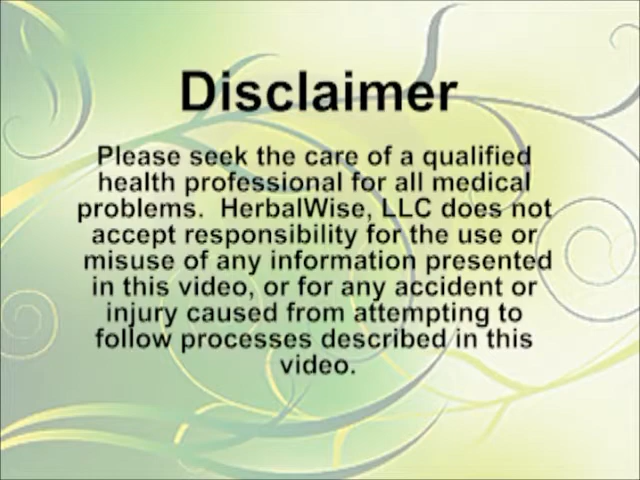 Disclaimer
Please seek the care of a qualified
health professional for all medical
problems.  HerbalWise, LLC does not
accept responsibility for the use or
misuse of any information presented
in this video, or for any accident or
injury caused from attempting to
follow processes described in this
video.